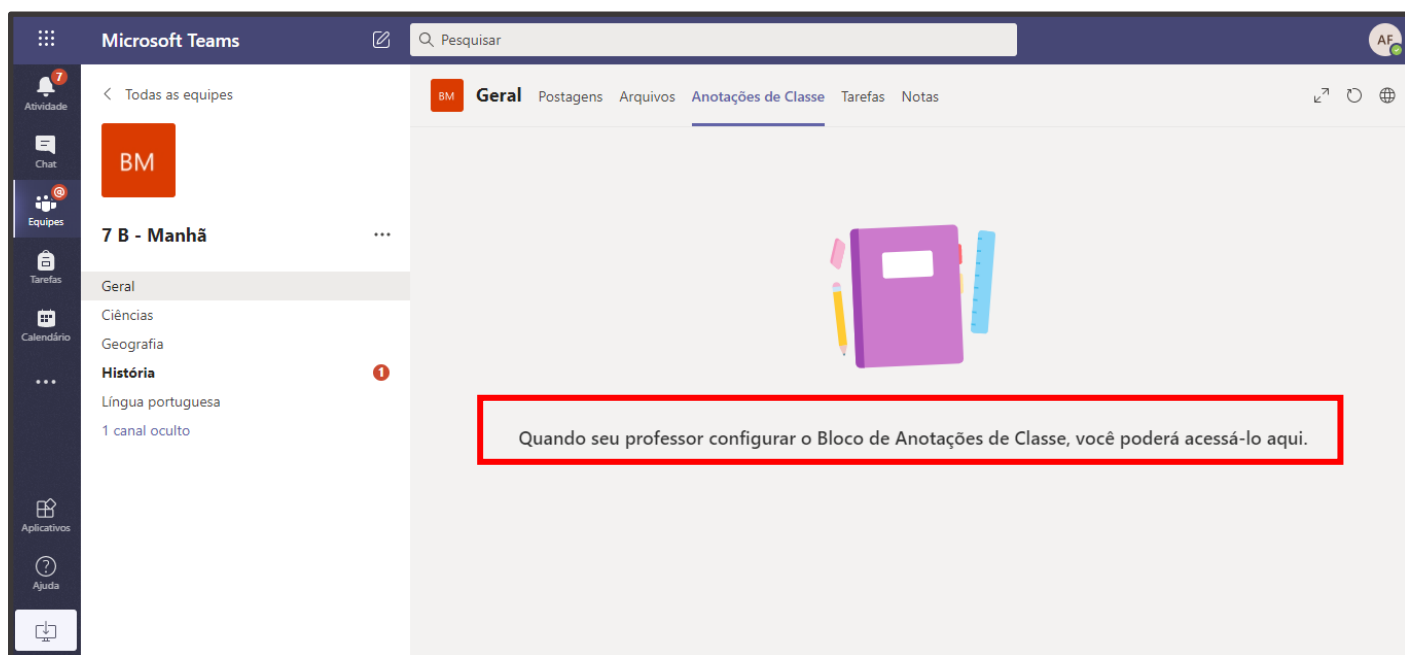 Microsoft Teams
Pesquisar
AF
7
Atividade
Chat
@
Equipes
Tarefas
Calendário
Aplicativos
Ajuda
Todas as equipes
BM
7 B - Manhã
Geral
Ciências
Geografia
História 1
Língua portuguesa
1 canal oculto
BM Geral Postagens Arquivos Anotações de Classe Tarefas Notas
Quando seu professor configurar o Bloco de Anotações de Classe, você poderá acessá-lo aqui.